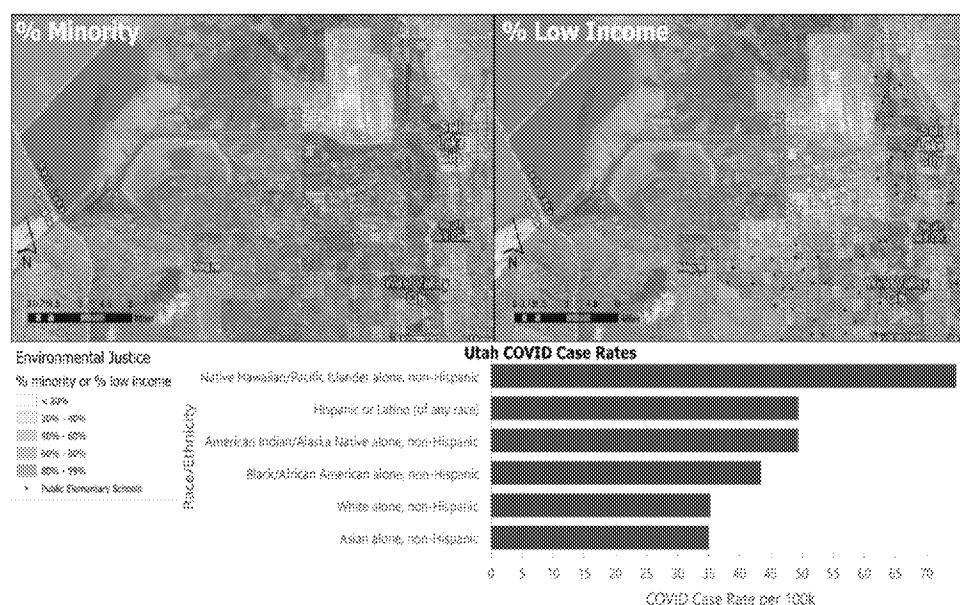 % Minority
% Low Income
N
N
Environmental Justice
% minority or % low income
< 20%
20% - 40%
40% - 60%
60% - 80%
80% - 99%
Public Elementary Schools
Utah COVID Case Rates
Race/Ethnicity
Native Hawaiian/Pacific Islander alone, non-Hispanic
Hispanic or Latino (of any race)
American Indian/Alaska Native alone, non-Hispanic
Black/African American alone, non-Hispanic
White alone, non-Hispanic
Asian alone, non-Hispanic
0 5 10 15 20 25 30 35 40 45 50 55 60 65 70
COVID Case Rate per 100k